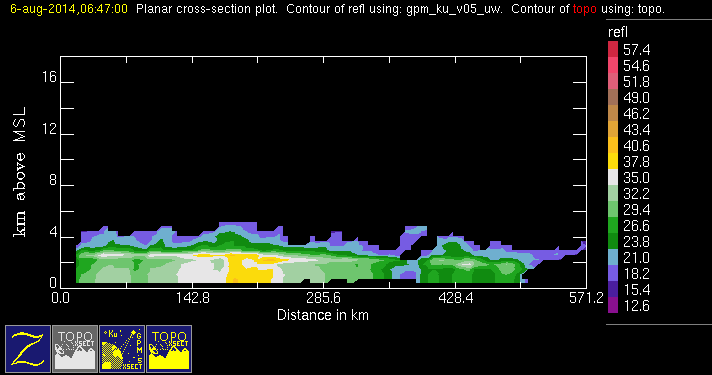 6-aug-2014,06:47:00 Planar cross-section plot. Contour of refl using: gpm_ku_v05_uw. Contour of topo using: topo.
refl
57.4
54.6
51.8
49.0
46.2
43.4
40.6
37.8
35.0
32.2
29.4
26.6
23.8
21.0
18.2
15.4
12.6
km above MSL
16
12
8
4
0
0.0 142.8 285.6 428.4 571.2
Distance in km
Z
TOPO
XSECT
"Ku"
GPM
XSECT
TOPO
XSECT